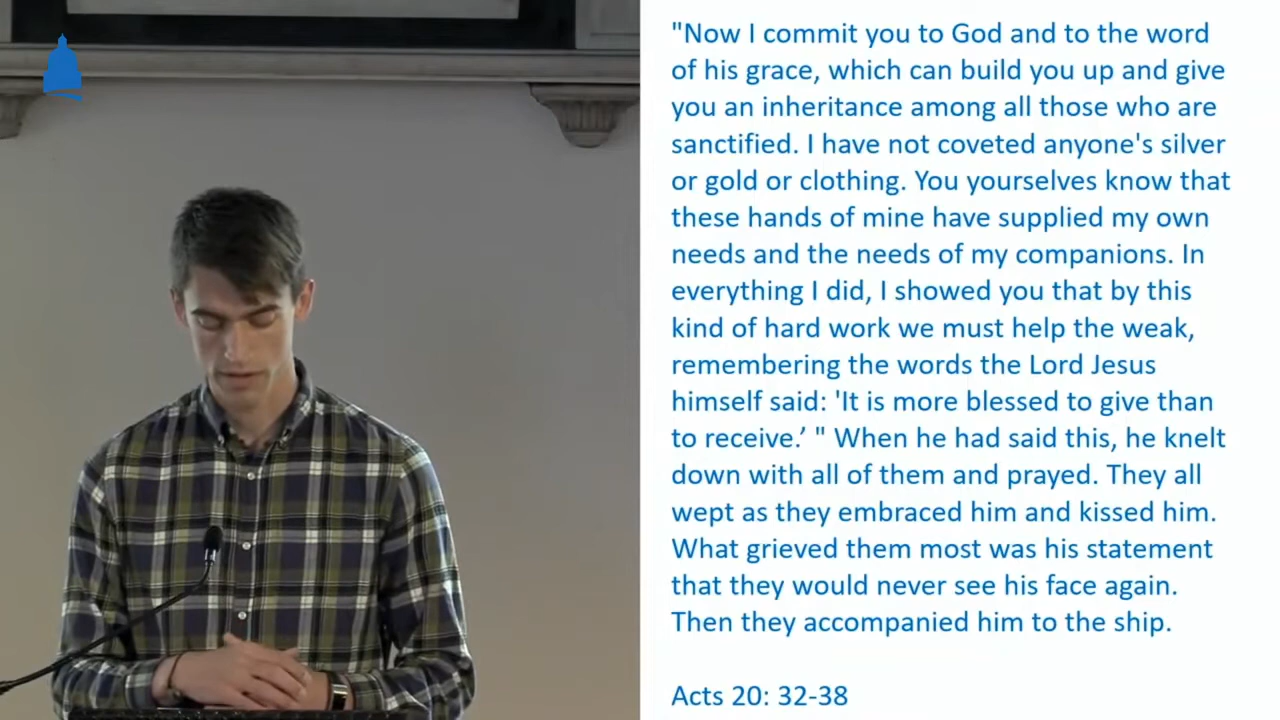 "Now I commit you to God and to the word
of his grace, which can build you up and give
you an inheritance among all those who are
sanctified. I have not coveted anyone's silver
or gold or clothing. You yourselves know that
these hands of mine have supplied my own
needs and the needs of my companions. In
everything I did, I showed you that by this
kind of hard work we must help the weak,
remembering the words the Lord Jesus
himself said: 'It is more blessed to give than
to receive.’ " When he had said this, he knelt
down with all of them and prayed. They all
wept as they embraced him and kissed him.
What grieved them most was his statement
that they would never see his face again.
Then they accompanied him to the ship.
Acts 20: 32-38